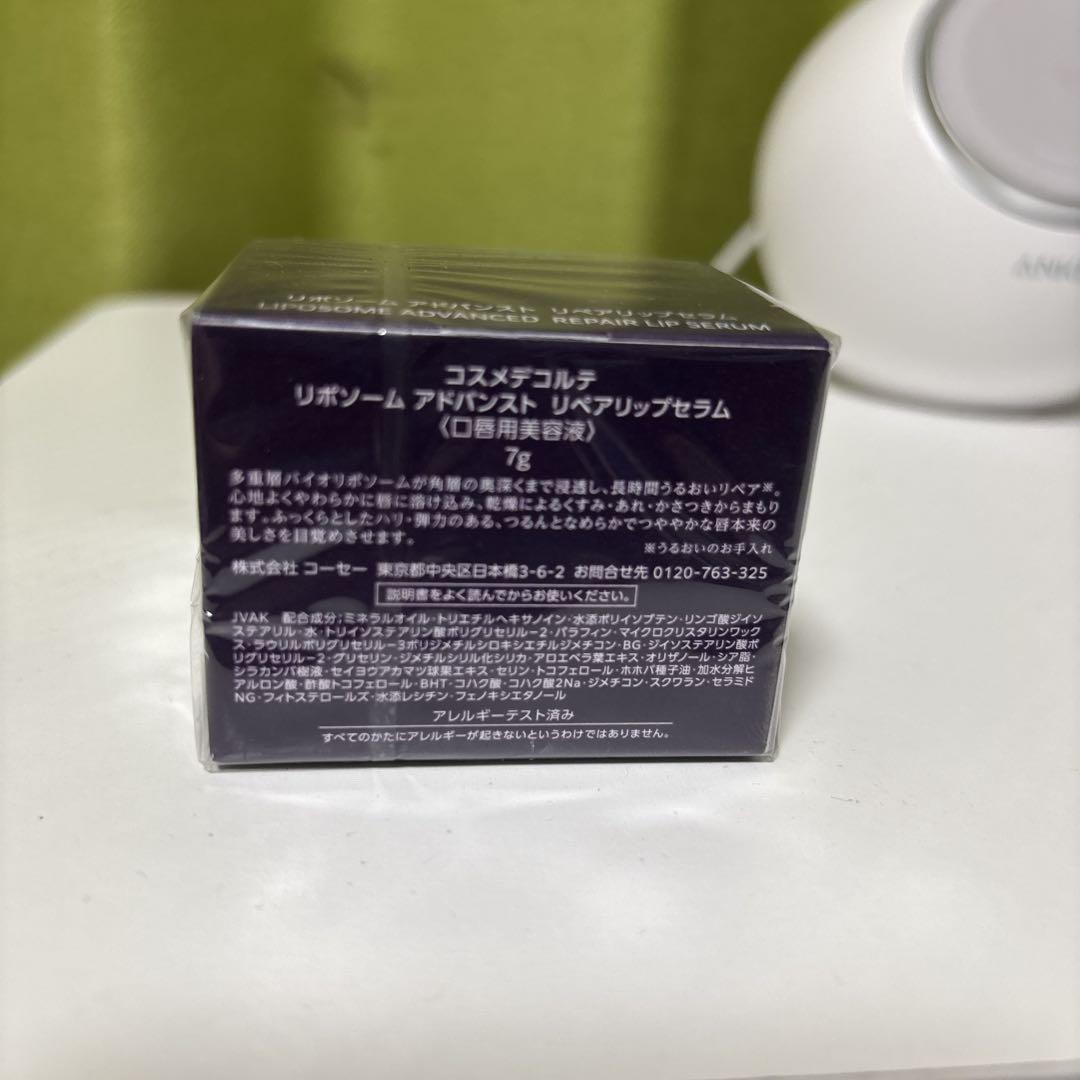 リポソーム アドバンスト リペアリップセラム
LIPOSOME ADVANCED REPAIR LIP SERUM
コスメデコルテ
リポソーム アドバンスト リペアリップセラム
〈口唇用美容液〉
7g
多重層バイオリポソームが角層の奥深くまで浸透し、長時間うるおいリペア※。
心地よくやわらかに唇に溶け込み、乾燥によるくすみ・あれ・かさつきからまもり
ます。ふっくらとしたハリ・弾力のある、つるんとなめらかでつややかな唇本来の
美しさを目覚めさせます。
※うるおいのお手入れ
株式会社 コーセー 東京都中央区日本橋3-6-2 お問合せ先 0120-763-325
説明書をよく読んでからお使いください。
JVAK 配合成分:ミネラルオイル・トリエチルヘキサノイン・水添ポリイソブテン・リンゴ酸ジイソ
ステアリル・水・トリイソステアリン酸ポリグリセリル-2・パラフィン・マイクロクリスタリンワック
ス・ラウリルポリグリセリル-3ポリジメチルシロキシエチルジメチコン・BG・ジイソステアリン酸ポ
リグリセリル-2・グリセリン・ジメチルシリル化シリカ・アロエベラ葉エキス・オリザノール・シア脂・
シラカンバ樹液・セイヨウアカマツ球果エキス・セリン・トコフェロール・ホホバ種子油・加水分解ヒ
アルロン酸・酢酸トコフェロール・BHT・コハク酸・コハク酸2Na・ジメチコン・スクワラン・セラミド
NG・フィトステロールズ・水添レシチン・フェノキシエタノール
アレルギーテスト済み
すべてのかたにアレルギーが起きないというわけではありません。